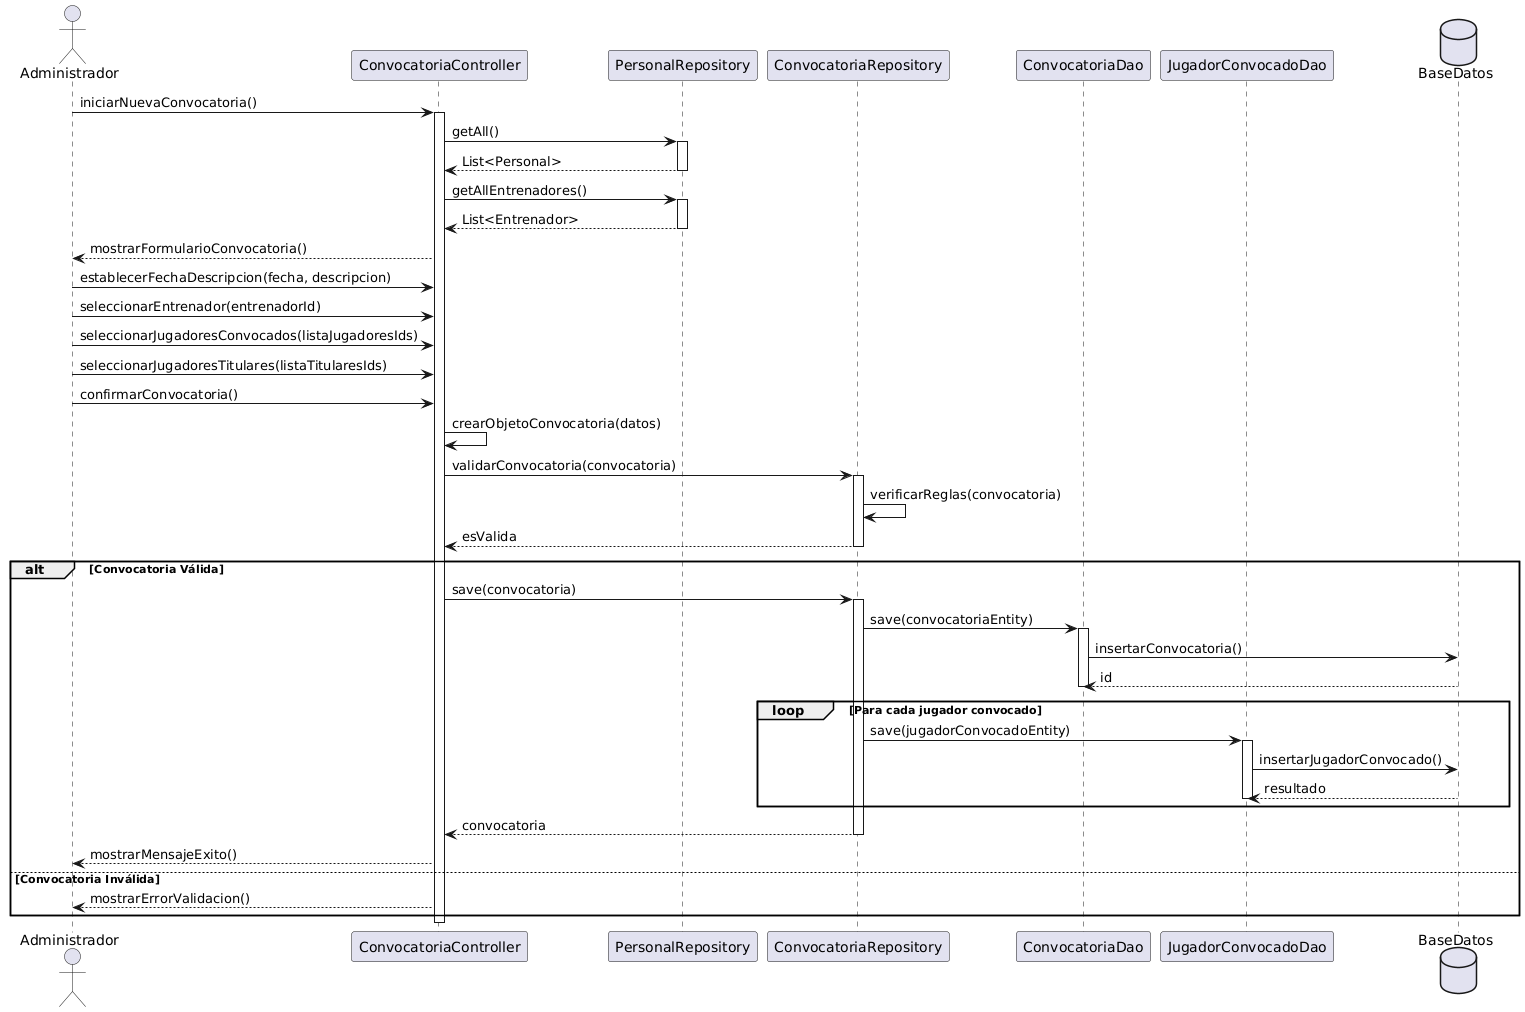 Administrador
ConvocatoriaController
PersonalRepository
ConvocatoriaRepository
ConvocatoriaDao
JugadorConvocadoDao
BaseDatos
iniciarNuevaConvocatoria()
getAll()
List<Personal>
getAllEntrenadores()
List<Entrenador>
mostrarFormularioConvocatoria()
establecerFechaDescripcion(fecha, descripcion)
seleccionarEntrenador(entrenadorId)
seleccionarJugadoresConvocados(listaJugadoresIds)
seleccionarJugadoresTitulares(listaTitularesIds)
confirmarConvocatoria()
crearObjetoConvocatoria(datos)
validarConvocatoria(convocatoria)
verificarReglas(convocatoria)
esValida
alt [Convocatoria Válida]
save(convocatoria)
save(convocatoriaEntity)
insertarConvocatoria()
id
loop [Para cada jugador convocado]
save(jugadorConvocadoEntity)
insertarJugadorConvocado()
resultado
convocatoria
mostrarMensajeExito()
[Convocatoria Inválida]
mostrarErrorValidacion()
Administrador
ConvocatoriaController
PersonalRepository
ConvocatoriaRepository
ConvocatoriaDao
JugadorConvocadoDao
BaseDatos